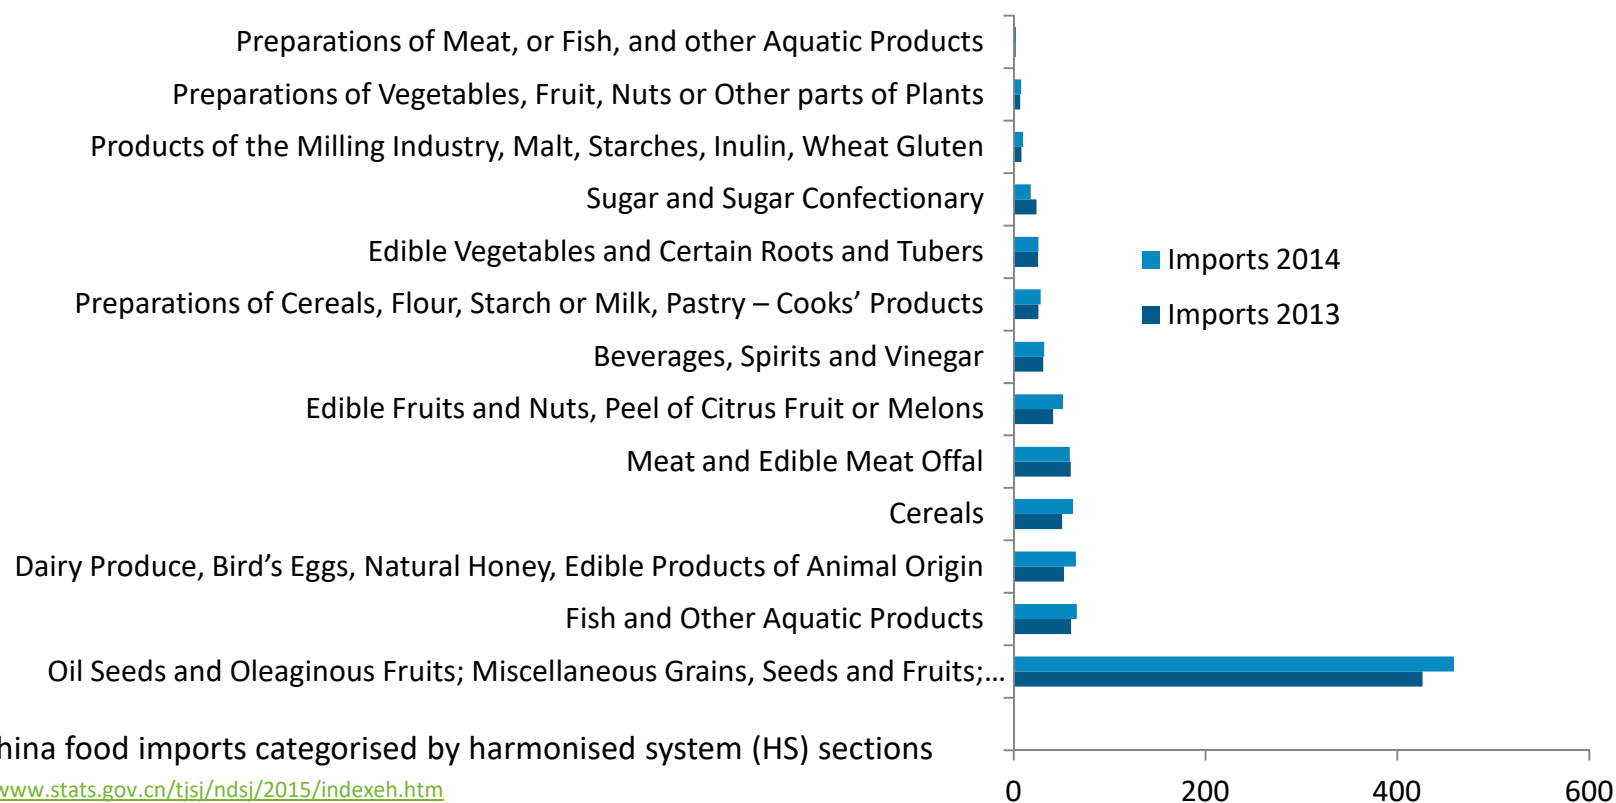 Preparations of Meat, or Fish, and other Aquatic Products
Preparations of Vegetables, Fruit, Nuts or Other parts of Plants
Products of the Milling Industry, Malt, Starches, Inulin, Wheat Gluten
Sugar and Sugar Confectionary
Edible Vegetables and Certain Roots and Tubers
Imports 2014
Preparations of Cereals, Flour, Starch or Milk, Pastry – Cooks’ Products
Imports 2013
Beverages, Spirits and Vinegar
Edible Fruits and Nuts, Peel of Citrus Fruit or Melons
Meat and Edible Meat Offal
Cereals
Dairy Produce, Bird’s Eggs, Natural Honey, Edible Products of Animal Origin
Fish and Other Aquatic Products
Oil Seeds and Oleaginous Fruits; Miscellaneous Grains, Seeds and Fruits;…
hina food imports categorised by harmonised system (HS) sections
www.stats.gov.cn/tjsj/ndsj/2015/indexeh.htm
0 200 400 600